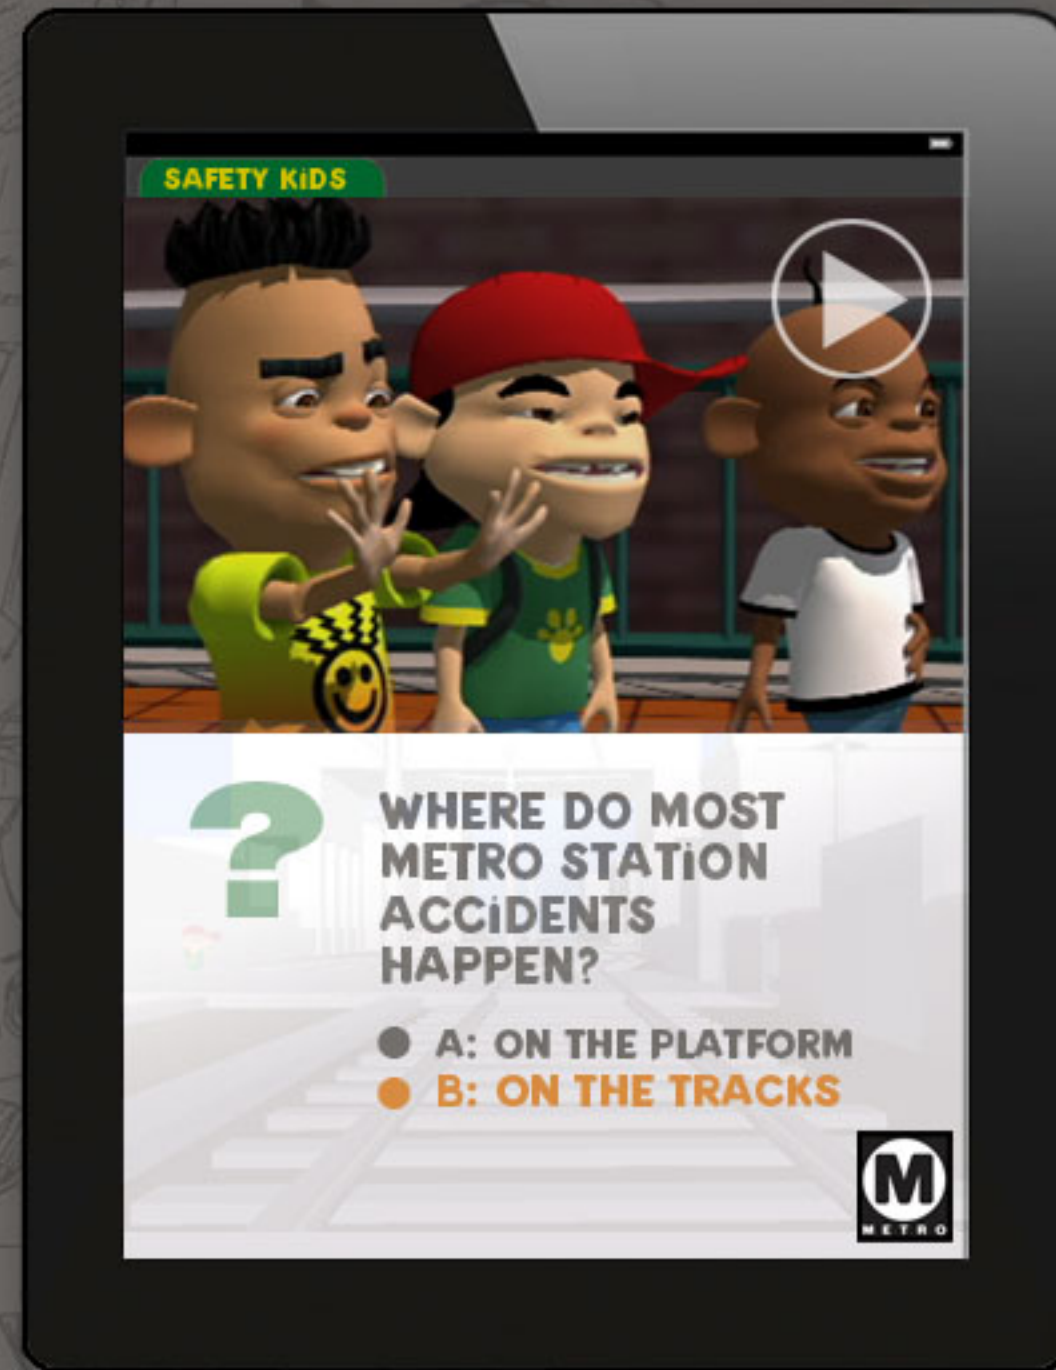 SAFETY KiDS
?
WHERE DO MOST
METRO STATiON
ACCiDENTS
HAPPEN?
A: ON THE PLATFORM
B: ON THE TRACKS
M
METRO